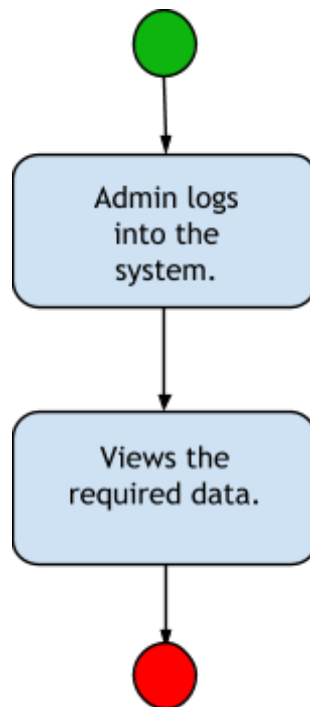 Admin logs
into the
system.
Views the
required data.